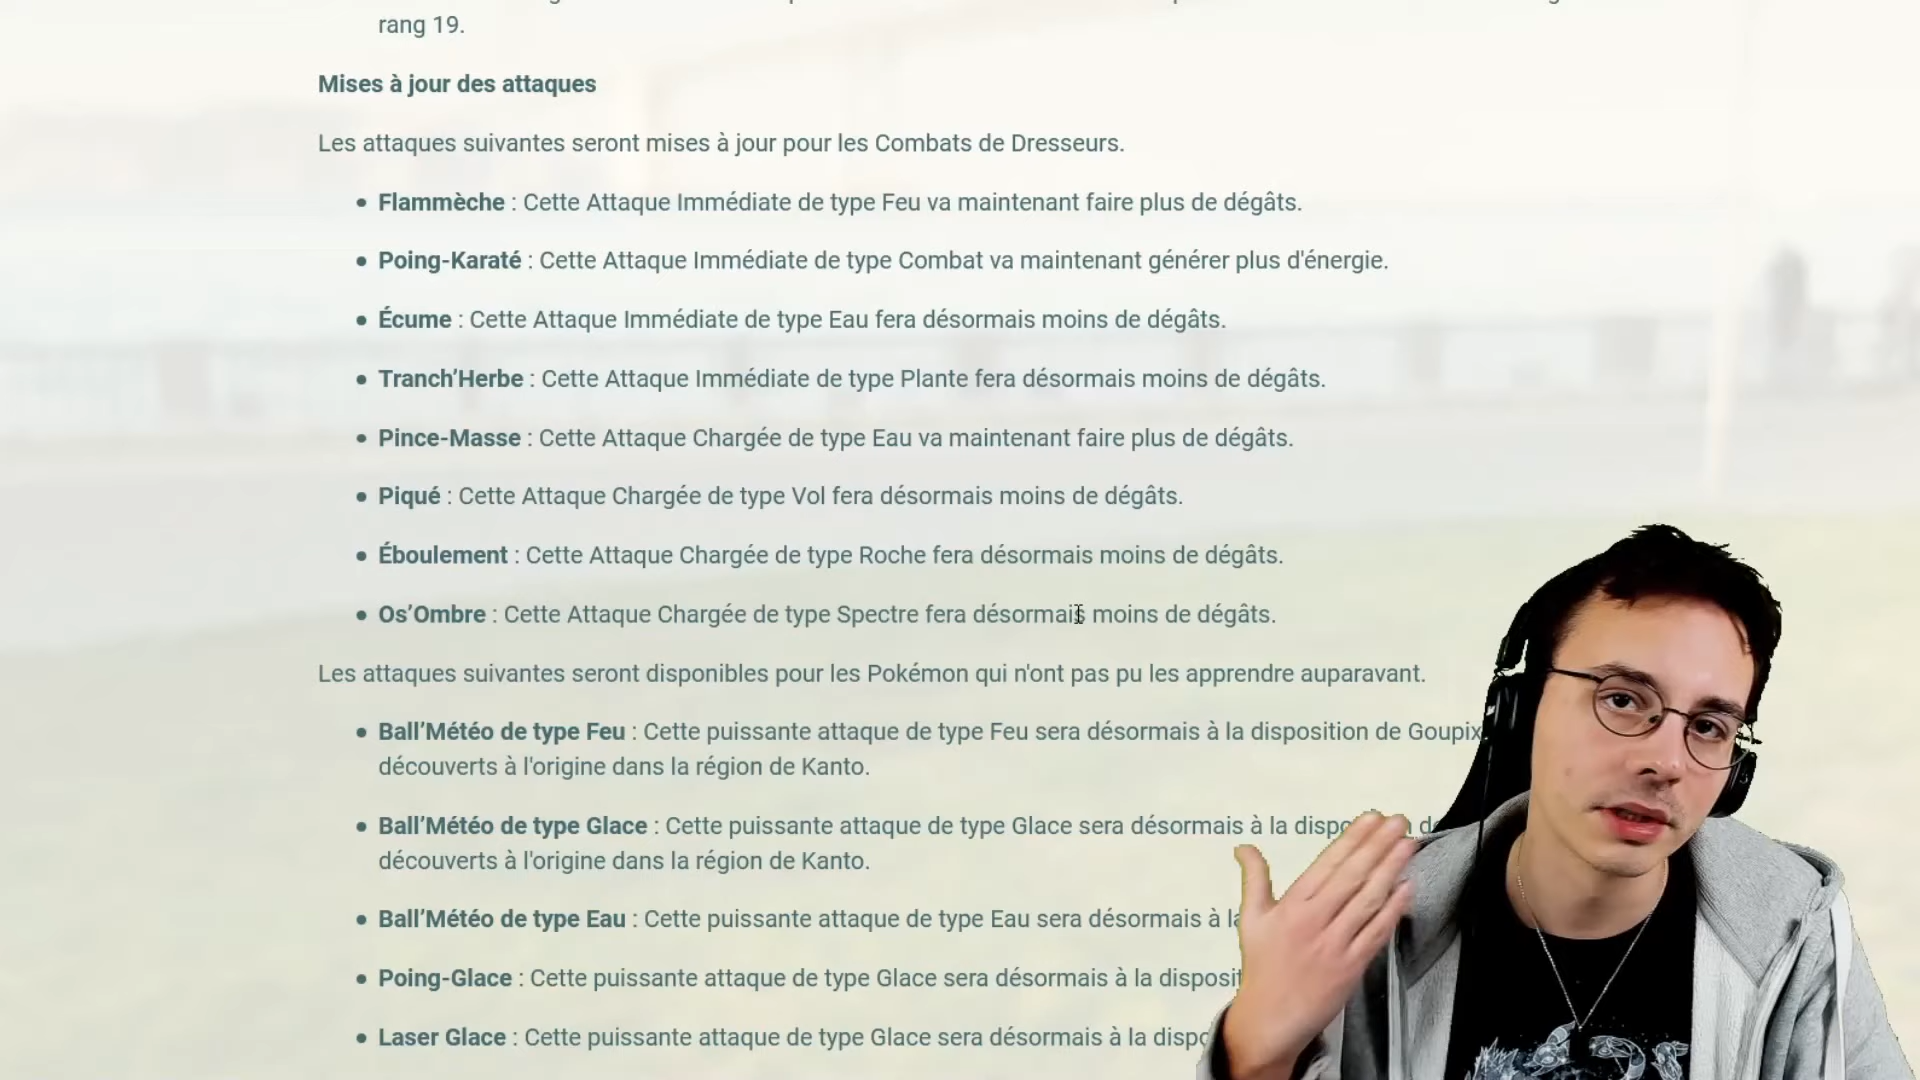 rang 19.
Mises à jour des attaques
Les attaques suivantes seront mises à jour pour les Combats de Dresseurs.
• Flammèche : Cette Attaque Immédiate de type Feu va maintenant faire plus de dégâts.
• Poing-Karaté : Cette Attaque Immédiate de type Combat va maintenant générer plus d'énergie.
• Écume : Cette Attaque Immédiate de type Eau fera désormais moins de dégâts.
• Tranch’Herbe : Cette Attaque Immédiate de type Plante fera désormais moins de dégâts.
• Pince-Masse : Cette Attaque Chargée de type Eau va maintenant faire plus de dégâts.
• Piqué : Cette Attaque Chargée de type Vol fera désormais moins de dégâts.
• Éboulement : Cette Attaque Chargée de type Roche fera désormais moins de dégâts.
• Os’Ombre : Cette Attaque Chargée de type Spectre fera désormais moins de dégâts.
Les attaques suivantes seront disponibles pour les Pokémon qui n'ont pas pu les apprendre auparavant.
• Ball’Météo de type Feu : Cette puissante attaque de type Feu sera désormais à la disposition de Goupix
découverts à l'origine dans la région de Kanto.
• Ball’Météo de type Glace : Cette puissante attaque de type Glace sera désormais à la
découverts à l'origine dans la région de Kanto.
• Ball’Météo de type Eau : Cette puissante attaque de type Eau sera désormais à
• Poing-Glace : Cette puissante attaque de type Glace sera désormais à la
• Laser Glace : Cette puissante attaque de type Glace sera désormais à la